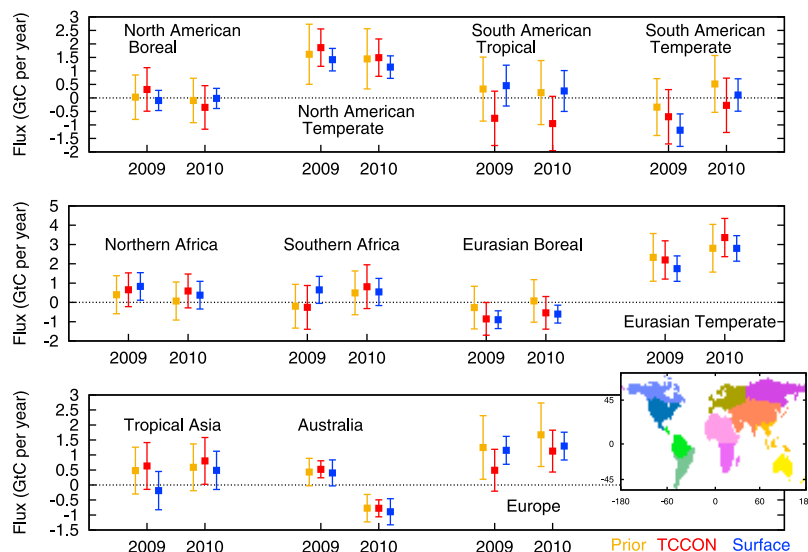 Flux (GtC per year)
3
2.5
2
1.5
1
0.5
0
-0.5
-1
-1.5
-2
North American
Boreal
North American
Temperate
South American
Tropical
South American
Temperate
2009 2010 2009 2010 2009 2010 2009 2010
Flux (GtC per year)
5
4
3
2
1
0
-1
-2
Northern Africa
Southern Africa
Eurasian Boreal
Eurasian Temperate
2009 2010 2009 2010 2009 2010 2009 2010
Flux (GtC per year)
3
2.5
2
1.5
1
0.5
0
-0.5
-1
-1.5
Tropical Asia
Australia
Europe
2009 2010 2009 2010 2009 2010
45
0
-45
-180 -120 -60 0 60 120 18
Prior TCCON Surface